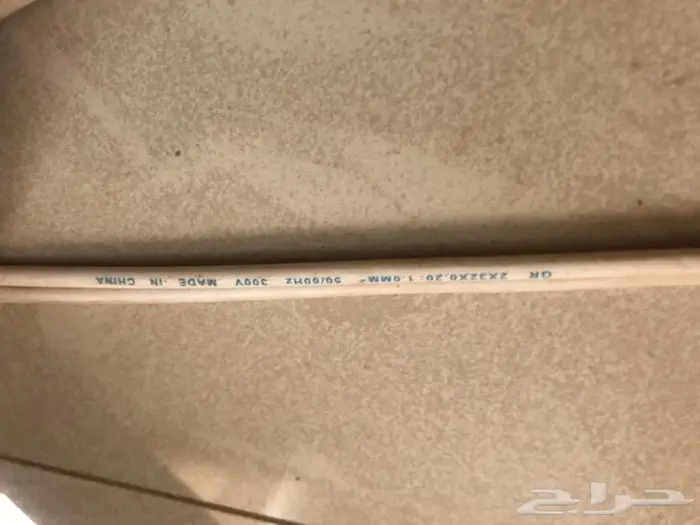 GR 2X32X0.20:1.0MM² 50/60HZ 300V MADE IN CHINA
حراج